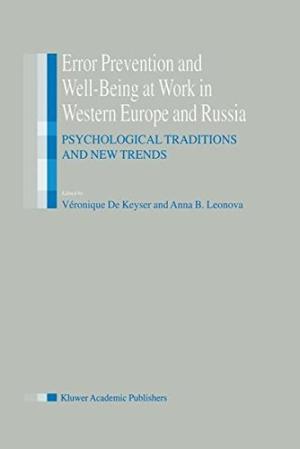 Error Prevention and
Well-Being at Work in
Western Europe and Russia
PSYCHOLOGICAL TRADITIONS
AND NEW TRENDS
Edited by
Véronique De Keyser and Anna B. Leonova
Kluwer Academic Publishers